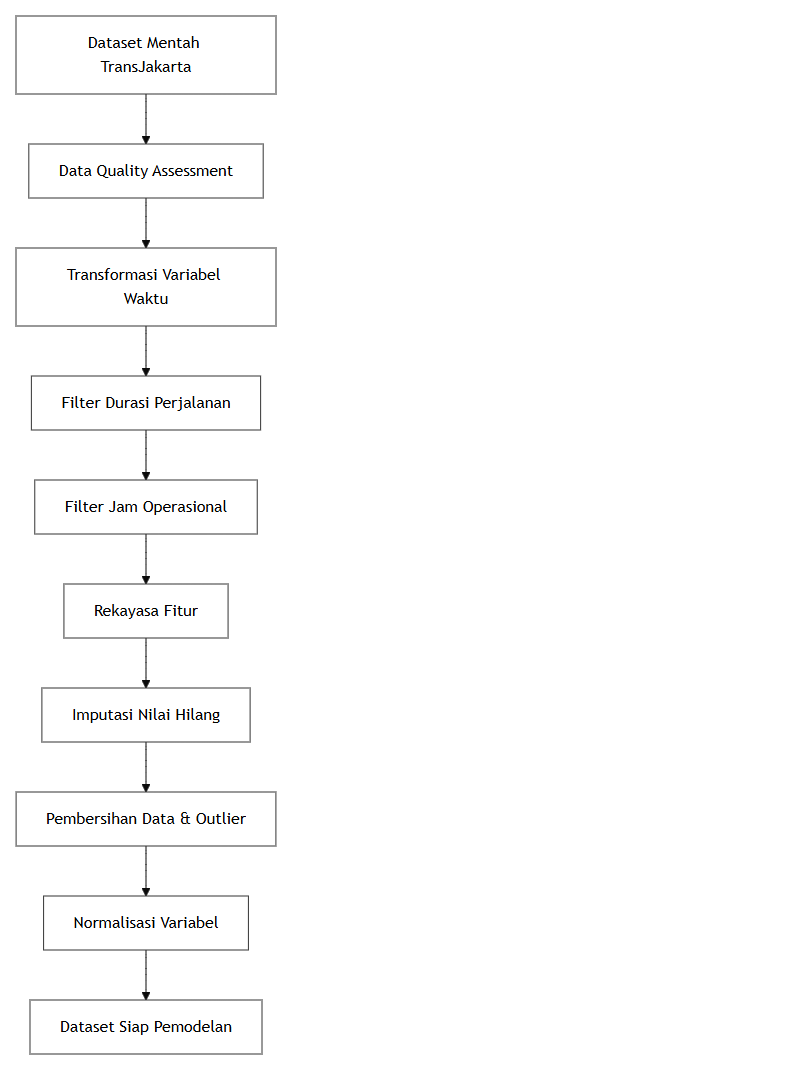 Dataset Mentah
TransJakarta
Data Quality Assessment
Transformasi Variabel
Waktu
Filter Durasi Perjalanan
Filter Jam Operasional
Rekayasa Fitur
Imputasi Nilai Hilang
Pembersihan Data & Outlier
Normalisasi Variabel
Dataset Siap Pemodelan